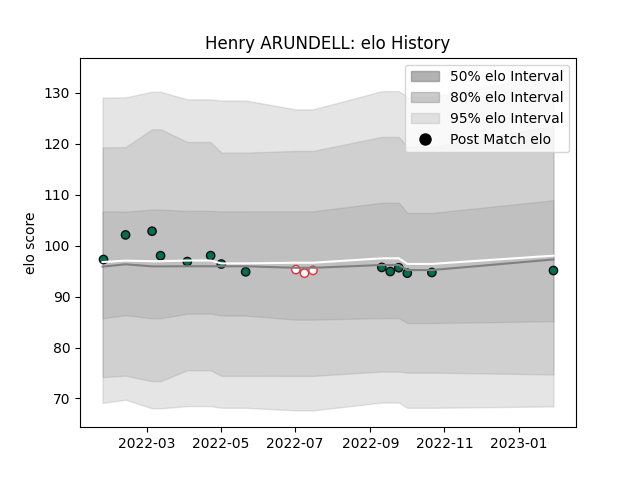 Henry ARUNDELL: elo History
50% elo Interval
80% elo Interval
95% elo Interval
Post Match elo
elo score
130
120
110
100
90
80
70
2022-03 2022-05 2022-07 2022-09 2022-11 2023-01